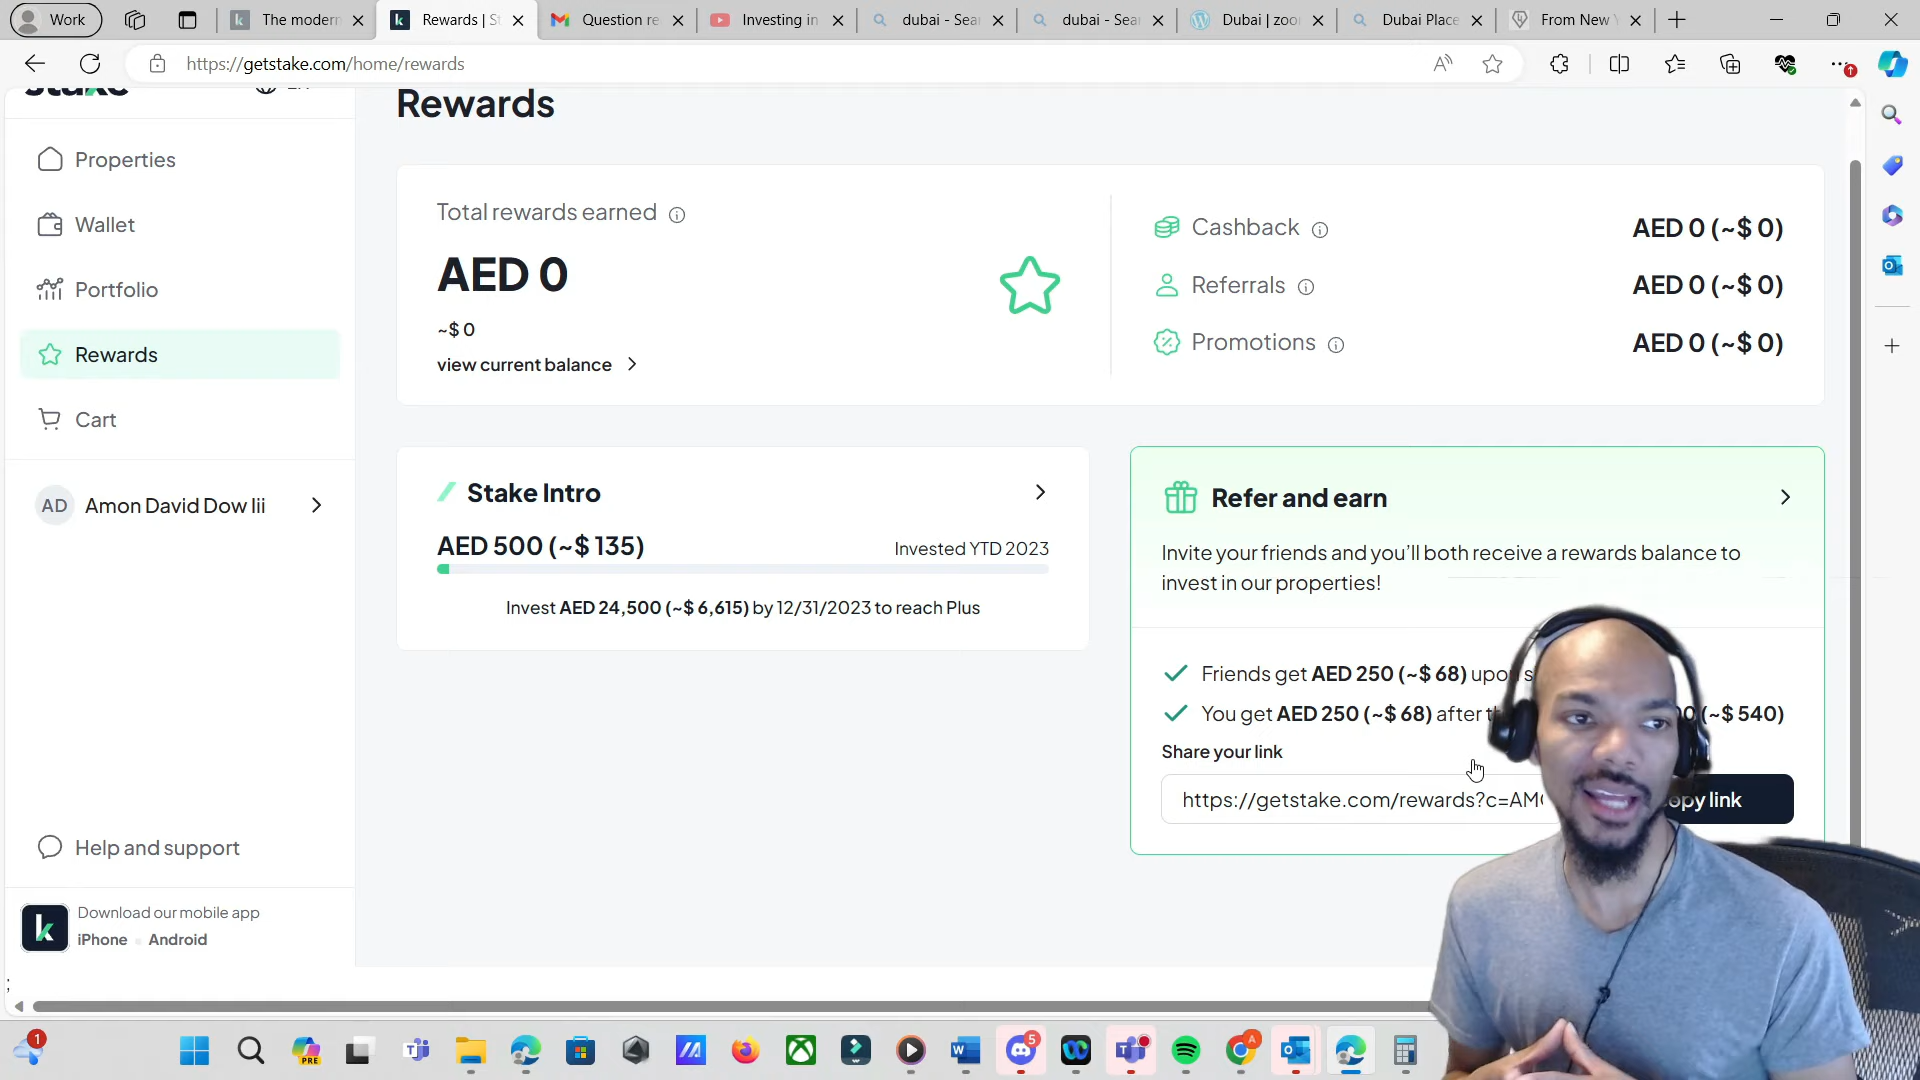 Work
The modern
Rewards | St
Question re
Investing in
dubai - Sear
dubai - Sear
Dubai | zoo
Dubai Place
From New Y
https://getstake.com/home/rewards
stake
EN
Properties
Wallet
Portfolio
Rewards
Cart
AD
Amon David Dow Iii
Help and support
Download our mobile app
iPhone
Android
k
;
Rewards
Total rewards earned
AED 0
~$ 0
view current balance
Cashback
AED 0 (~$ 0)
Referrals
AED 0 (~$ 0)
Promotions
AED 0 (~$ 0)
Stake Intro
AED 500 (~$ 135)
Invested YTD 2023
Invest AED 24,500 (~$ 6,615) by 12/31/2023 to reach Plus
Refer and earn
Invite your friends and you'll both receive a rewards balance to
invest in our properties!
Friends get AED 250 (~$ 68) upon
You get AED 250 (~$ 68) after (~$ 540)
Share your link
https://getstake.com/rewards?c=AM
opy link
1
PRE
5
A